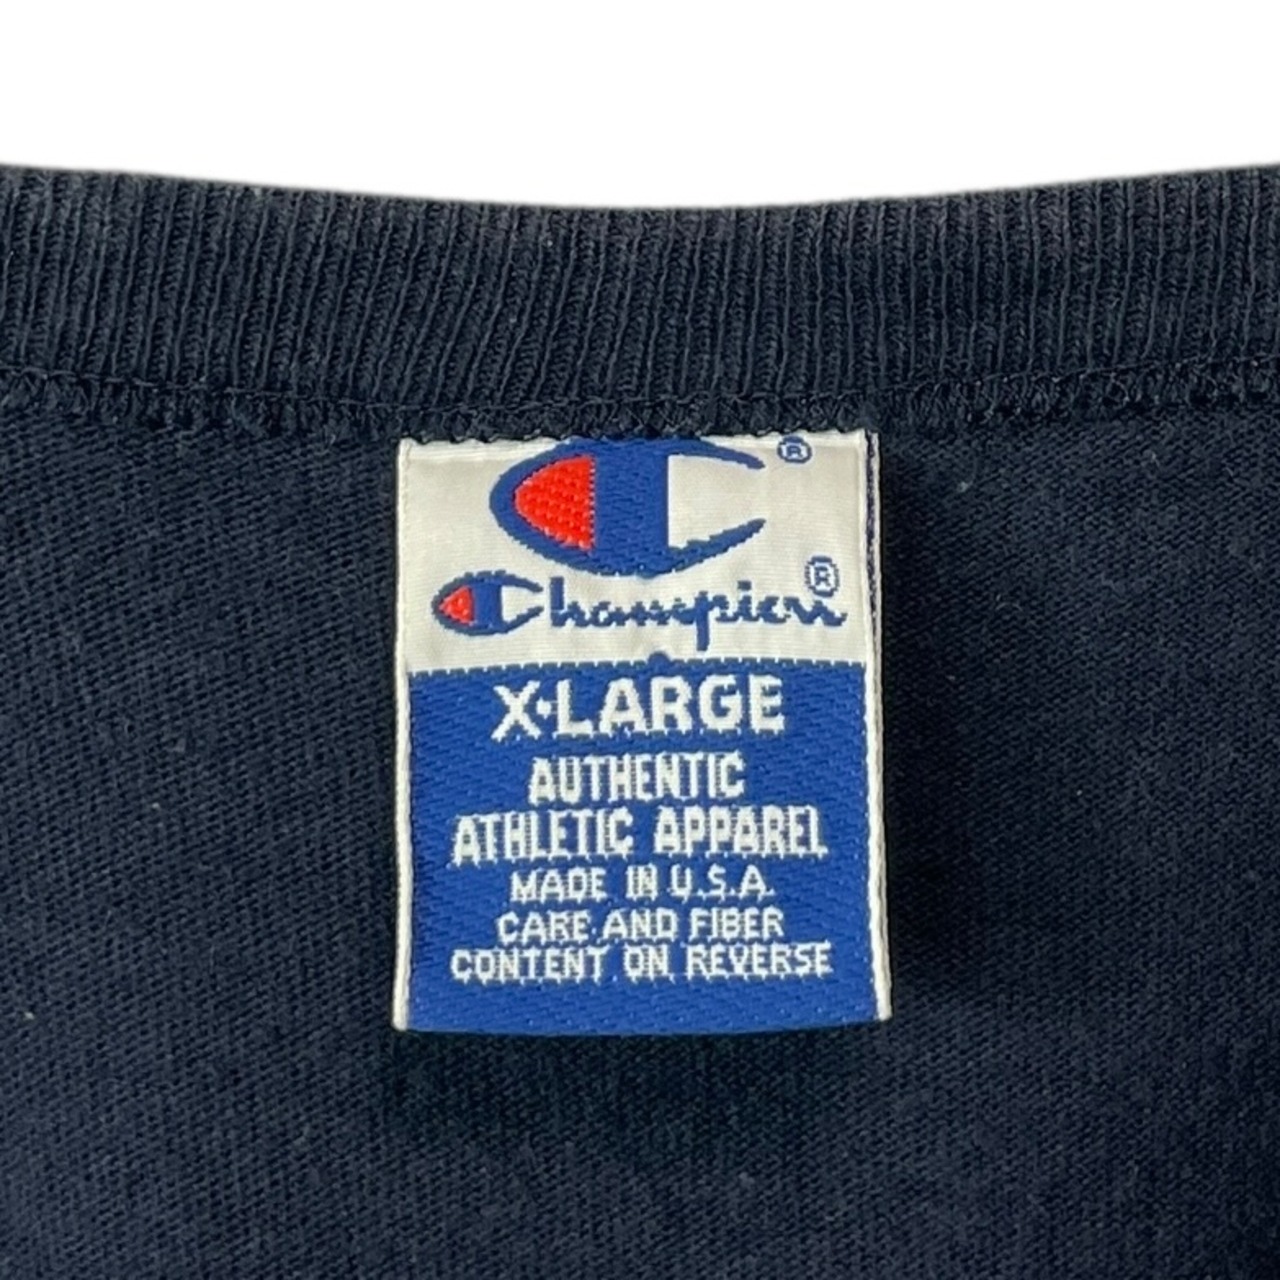 ®
Champion®
X-LARGE
AUTHENTIC
ATHLETIC APPAREL
MADE IN U.S.A.
CARE AND FIBER
CONTENT ON REVERSE